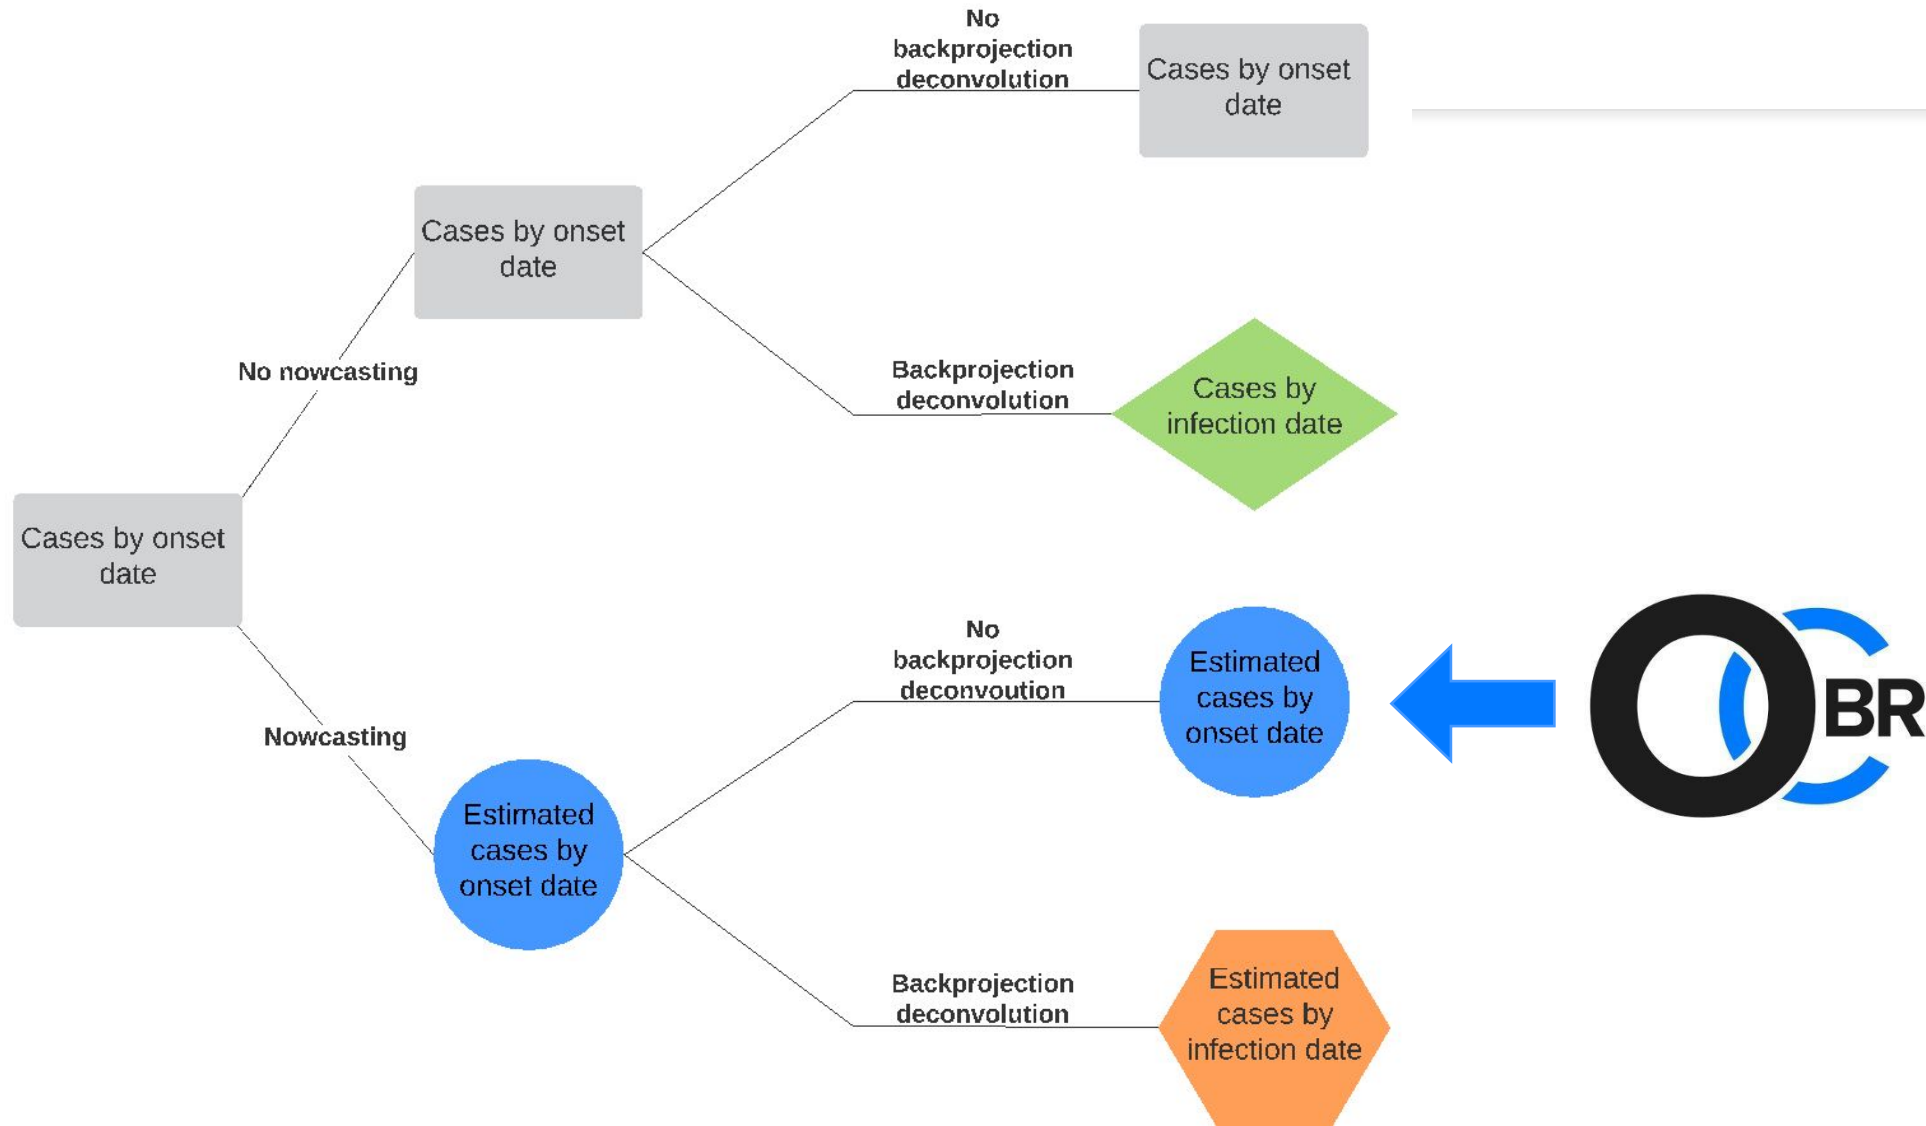 No
backprojection
deconvolution
Cases by onset
date
Cases by onset
date
No nowcasting
Backprojection
deconvolution
Cases by
infection date
Cases by onset
date
Nowcasting
No
backprojection
deconvoution
Estimated
cases by
onset date
BR
Estimated
cases by
onset date
Backprojection
deconvolution
Estimated
cases by
infection date